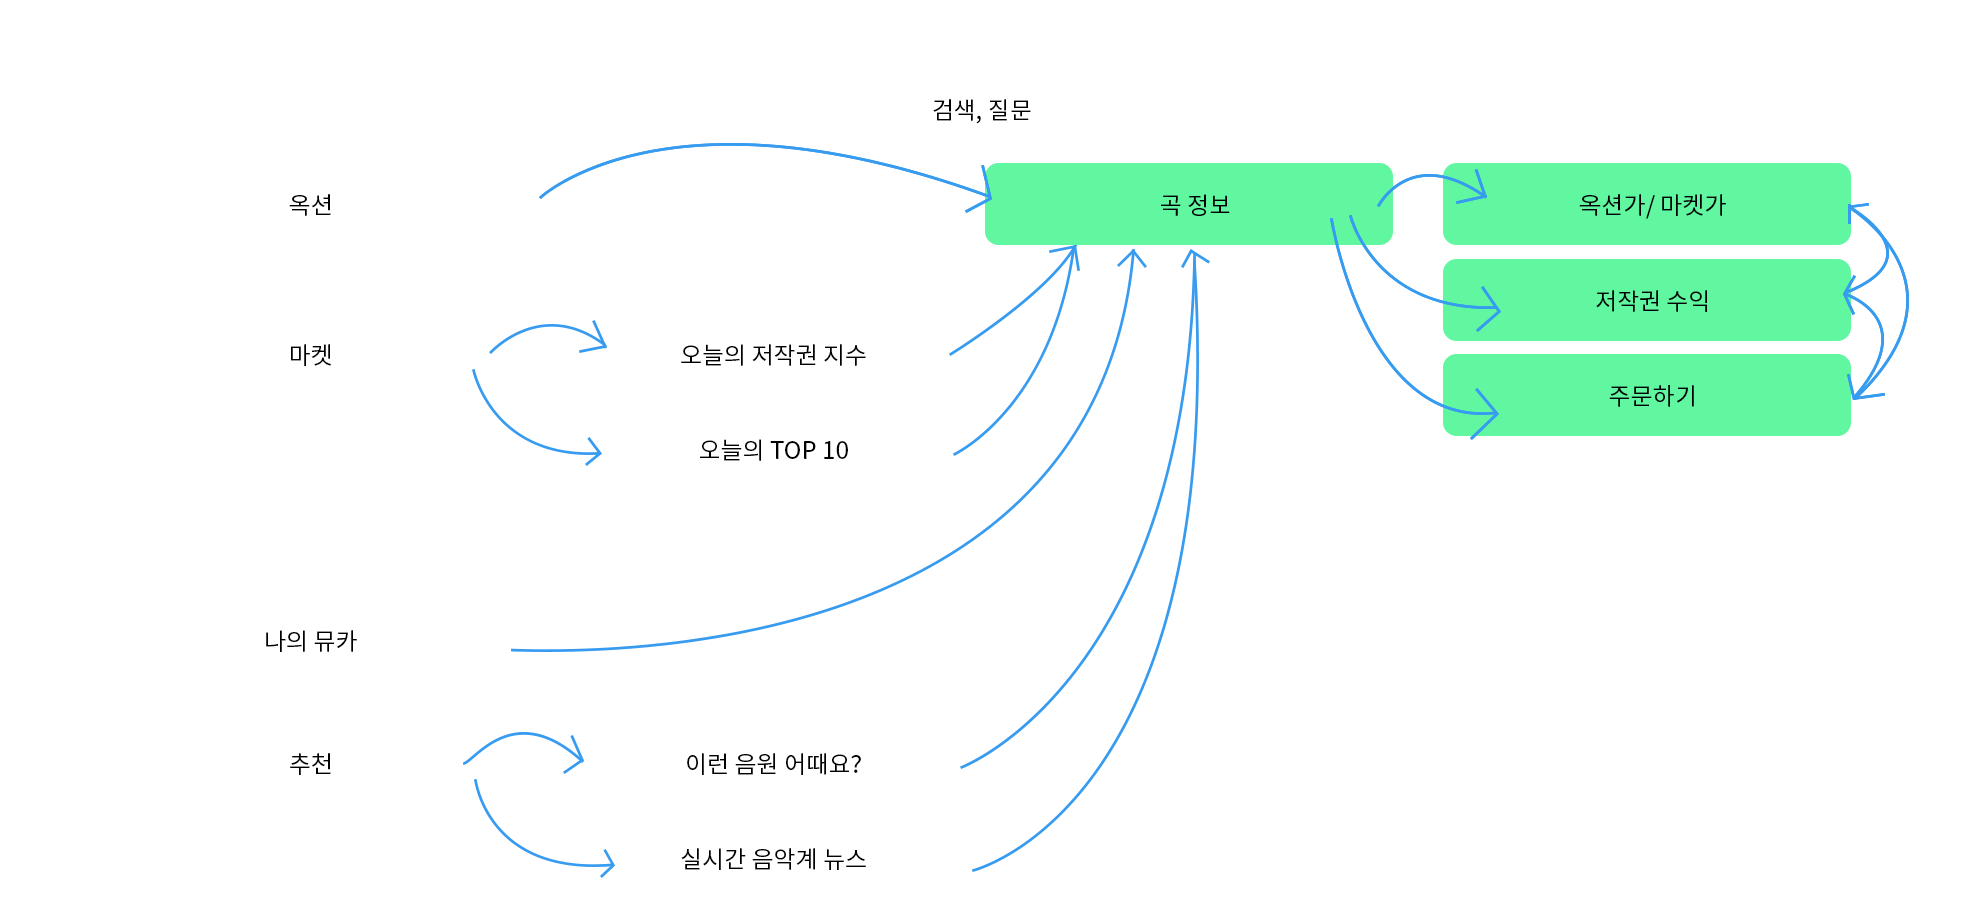 검색, 질문
옥션
곡 정보
옥션가/ 마켓가
저작권 수익
마켓
오늘의 저작권 지수
주문하기
오늘의 TOP 10
나의 뮤카
추천
이런 음원 어때요?
실시간 음악계 뉴스